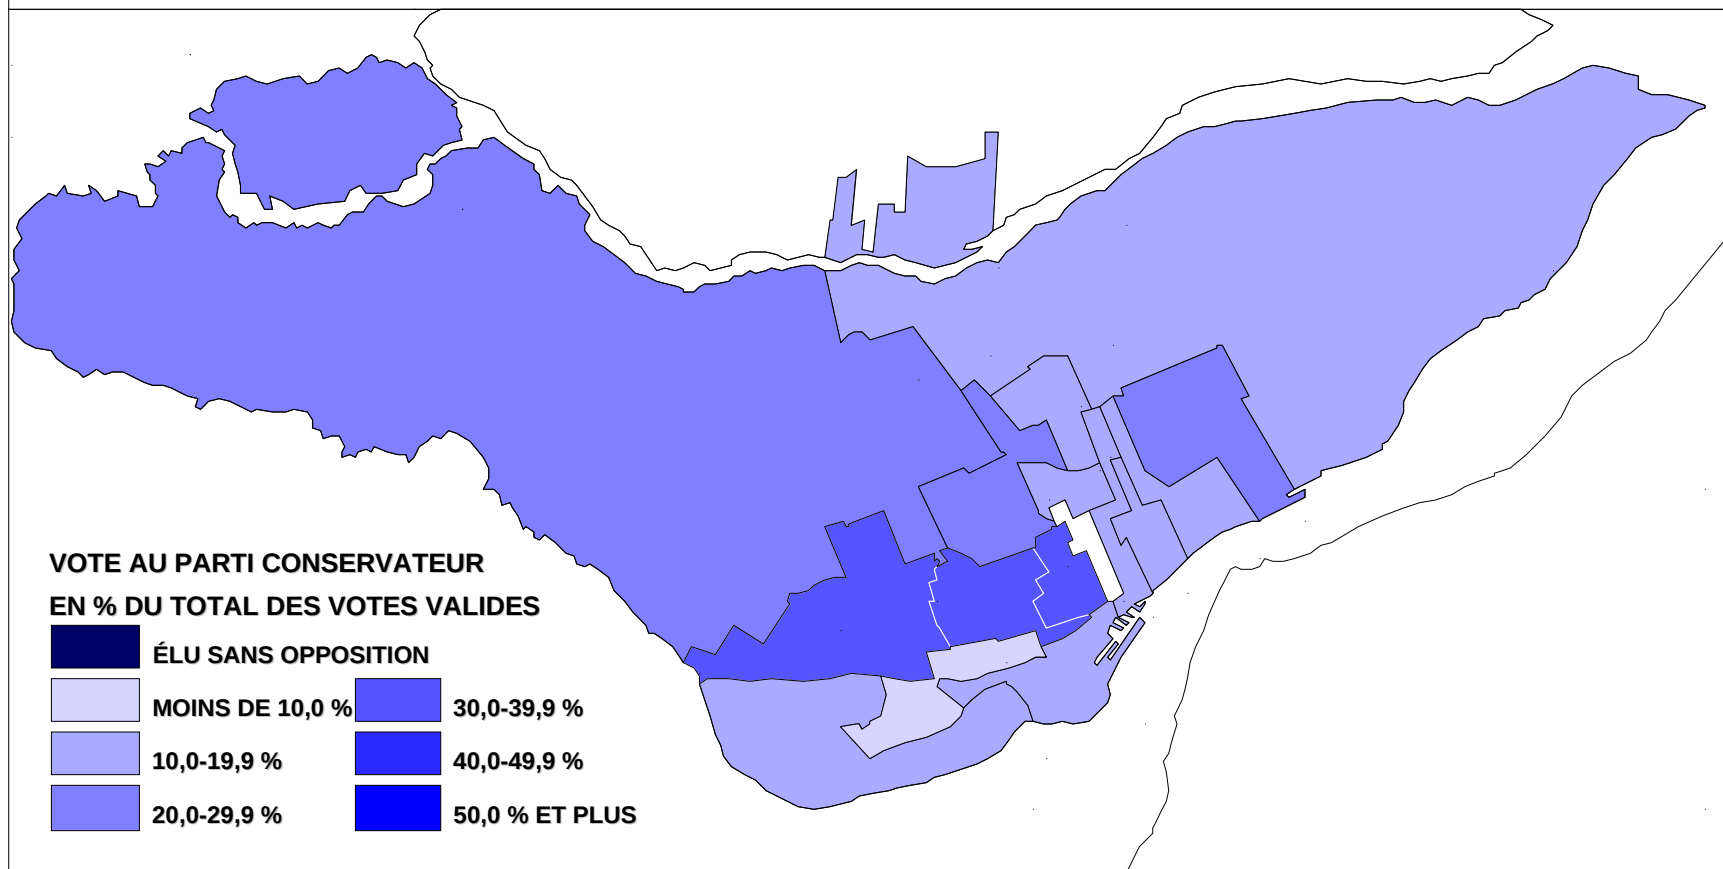 VOTE AU PARTI CONSERVATEUR
EN % DU TOTAL DES VOTES VALIDES
ÉLU SANS OPPOSITION
MOINS DE 10,0 %
10,0-19,9 %
20,0-29,9 %
30,0-39,9 %
40,0-49,9 %
50,0 % ET PLUS